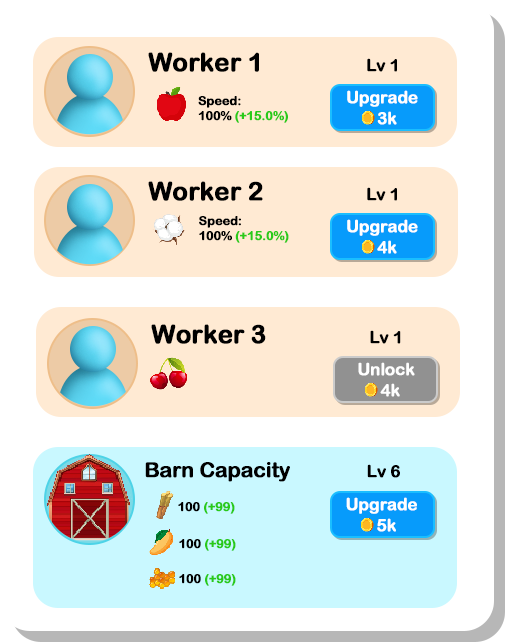 Worker 1
Lv 1
Speed:
100% (+15.0%)
Upgrade
3k
Worker 2
Lv 1
Speed:
100% (+15.0%)
Upgrade
4k
Worker 3
Lv 1
Unlock
4k
Barn Capacity
Lv 6
100 (+99)
Upgrade
5k
100 (+99)
100 (+99)